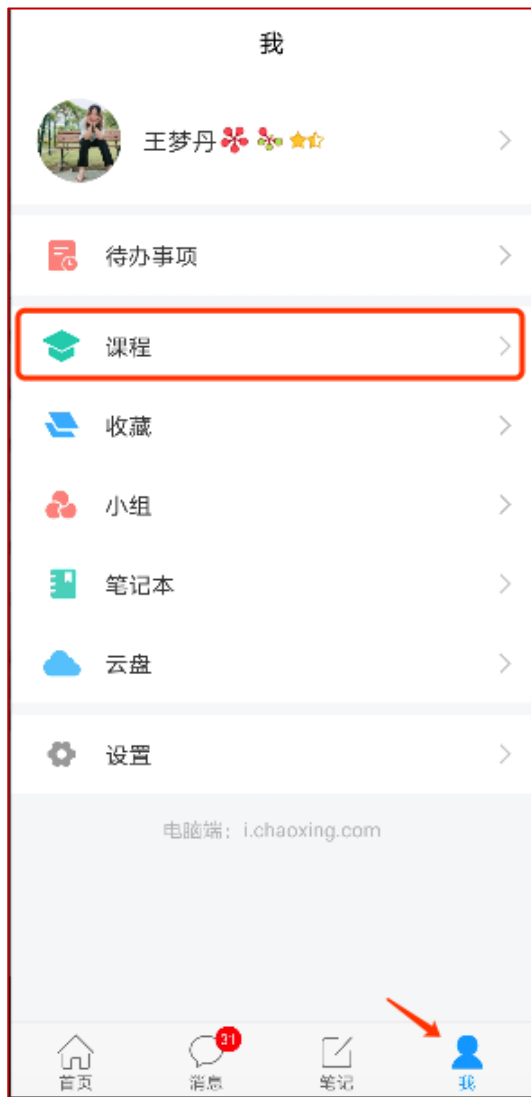 我
王梦丹
待办事项
课程
收藏
小组
笔记本
云盘
设置
电脑端：i.chaoxing.com
31
首页
消息
笔记
我